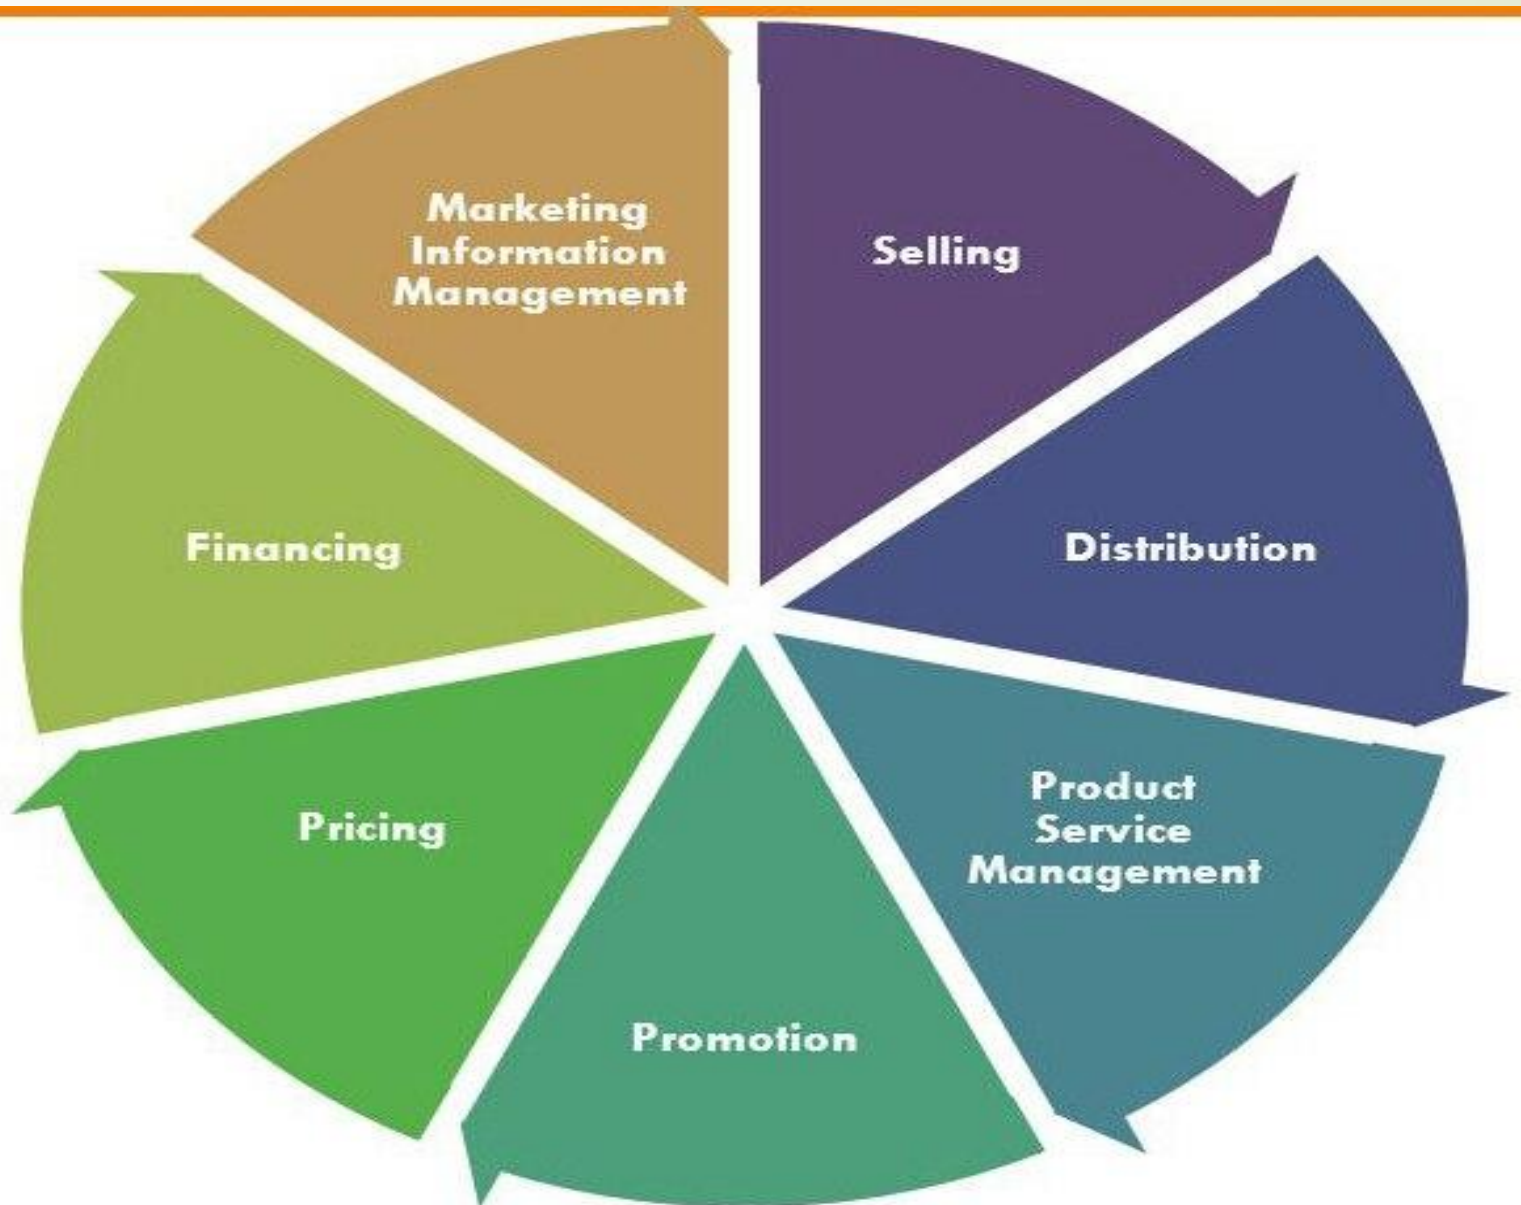 Marketing
Information
Management
Selling
Financing
Distribution
Pricing
Product
Service
Management
Promotion